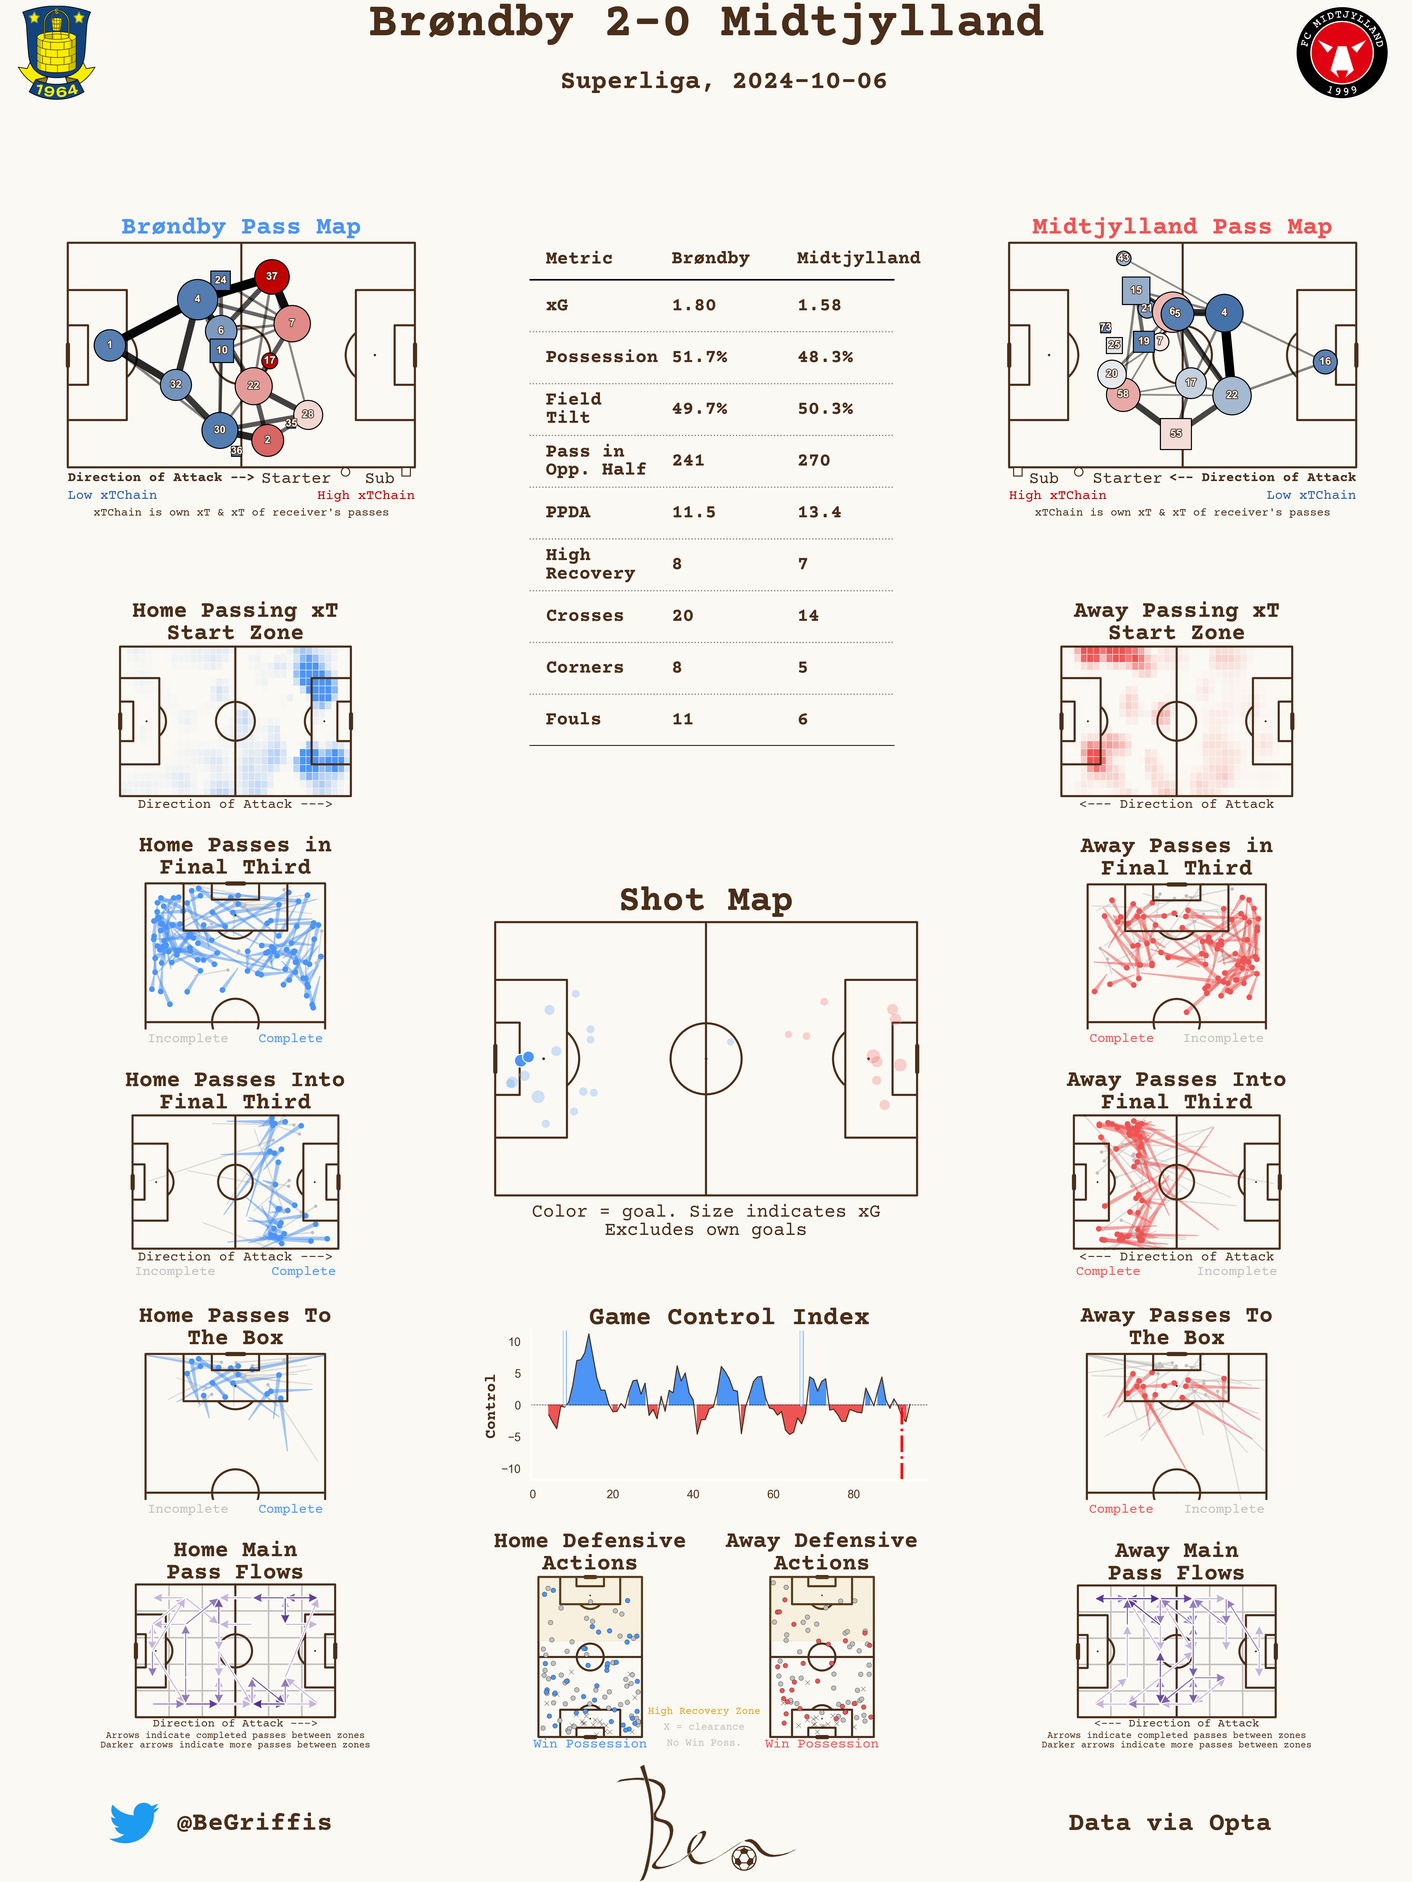 Brøndby 2-0 Midtjylland
Superliga, 2024-10-06
1964
FC MIDTJYLLAND
1999
Brøndby Pass Map
24
37
4
7
6
10
1
17
32
22
28
35
30
2
36
Direction of Attack --> Starter Sub
Low xTChain High xTChain
xTChain is own xT & xT of receiver's passes
Metric Brøndby Midtjylland
xG 1.80 1.58
Possession 51.7% 48.3%
Field
Tilt 49.7% 50.3%
Pass in
Opp. Half 241 270
PPDA 11.5 13.4
High
Recovery 8 7
Crosses 20 14
Corners 8 5
Fouls 11 6
Midtjylland Pass Map
43
15
21
6
5
4
73
25
19
7
16
20
17
58
22
55
Sub Starter <-- Direction of Attack
High xTChain Low xTChain
xTChain is own xT & xT of receiver's passes
Home Passing xT
Start Zone
Direction of Attack --->
Away Passing xT
Start Zone
<--- Direction of Attack
Home Passes in
Final Third
Incomplete Complete
Away Passes in
Final Third
Complete Incomplete
Shot Map
Color = goal. Size indicates xG
Excludes own goals
Home Passes Into
Final Third
Direction of Attack --->
Incomplete Complete
Away Passes Into
Final Third
<--- Direction of Attack
Complete Incomplete
Home Passes To
The Box
Incomplete Complete
Game Control Index
Control
10
5
0
−5
−10
0 20 40 60 80
Away Passes To
The Box
Complete Incomplete
Home Main
Pass Flows
Direction of Attack --->
Arrows indicate completed passes between zones
Darker arrows indicate more passes between zones
Home Defensive
Actions
Win Possession
Away Defensive
Actions
Win Possession
High Recovery Zone
X = clearance
No Win Poss.
Away Main
Pass Flows
<--- Direction of Attack
Arrows indicate completed passes between zones
Darker arrows indicate more passes between zones
@BeGriffis
Ben
Data via Opta